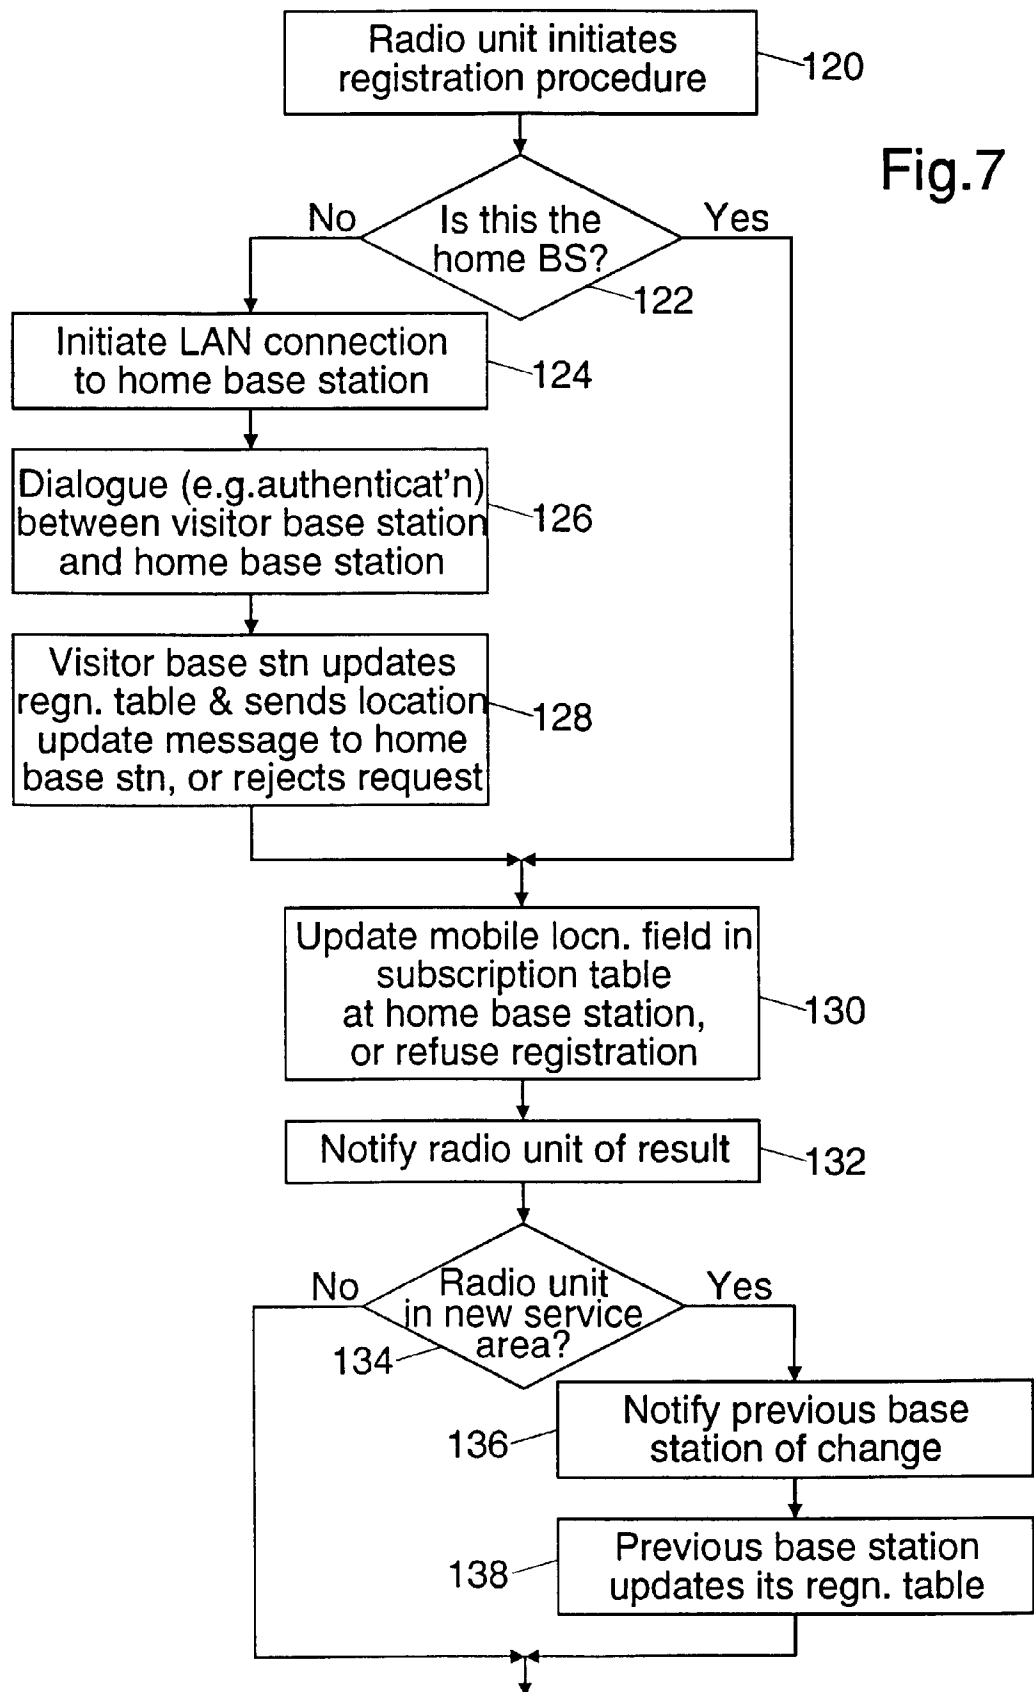 Radio unit initiates
registration procedure
120
Fig.7
No
Is this the
home BS?
Yes
122
Initiate LAN connection
to home base station
124
Dialogue (e.g.authenticat'n)
between visitor base station
and home base station
126
Visitor base stn updates
regn. table & sends location
update message to home
base stn, or rejects request
128
Update mobile locn. field in
subscription table
at home base station,
or refuse registration
130
Notify radio unit of result
132
No
Radio unit
in new service
area?
Yes
134
Notify previous base
station of change
136
Previous base station
updates its regn. table
138